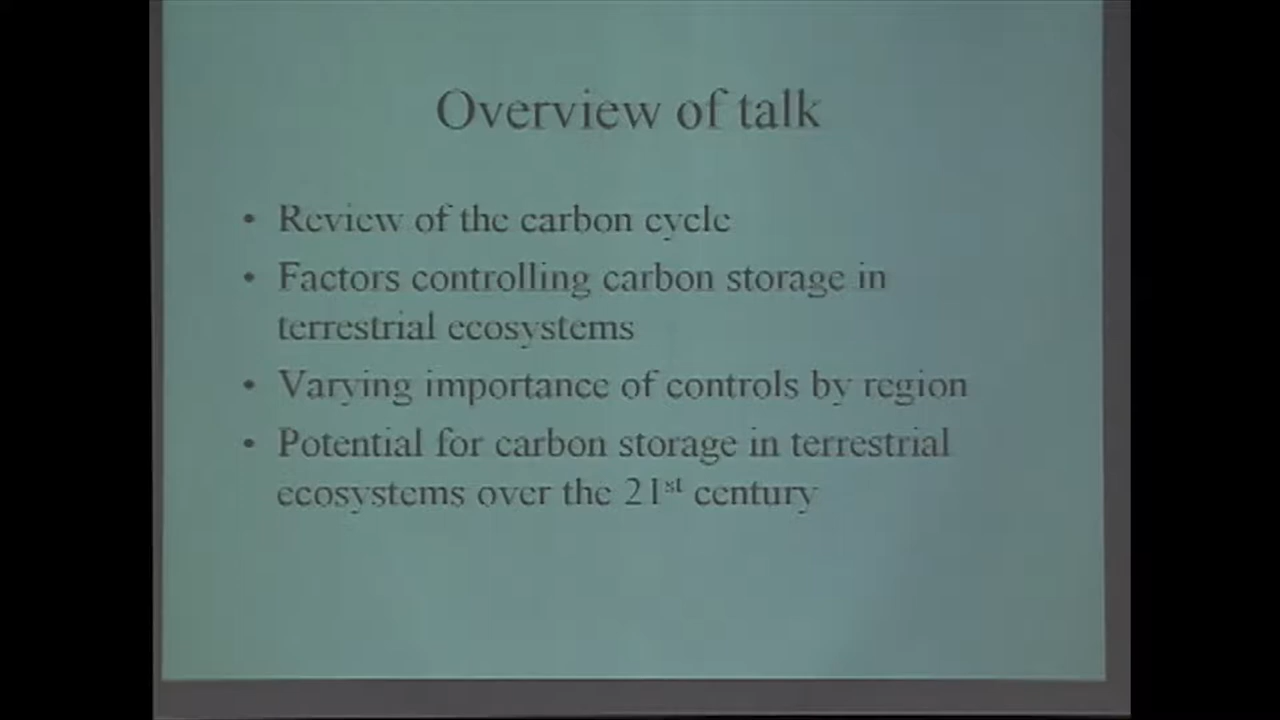 Overview of talk
• Review of the carbon cycle
• Factors controlling carbon storage in
terrestrial ecosystems
• Varying importance of controls by region
• Potential for carbon storage in terrestrial
ecosystems over the 21st century